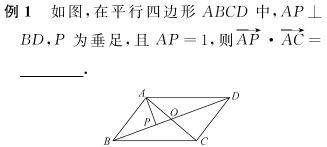 例 1 如图,在平行四边形 ABCD 中,AP⊥
BD,P 为垂足,且 AP=1,则$\overrightarrow{AP}$·$\overrightarrow{AC}$=
________.
A D
O
P
B C